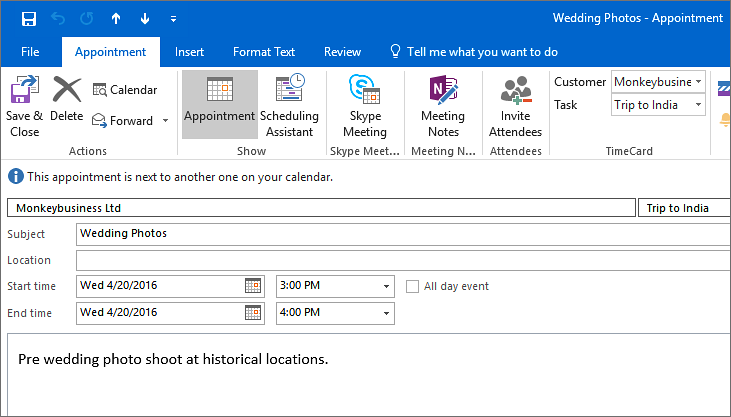 Wedding Photos - Appointment
File Appointment Insert Format Text Review Tell me what you want to do
Save & Close
Delete
Calendar
Forward
Actions
Appointment
Scheduling Assistant
Show
Skype Meeting
Skype Meet...
Meeting Notes
Meeting N...
Invite Attendees
Attendees
Customer Monkeybusine
Task Trip to India
TimeCard
This appointment is next to another one on your calendar.
Monkeybusiness Ltd Trip to India
Subject Wedding Photos
Location
Start time Wed 4/20/2016 3:00 PM All day event
End time Wed 4/20/2016 4:00 PM
Pre wedding photo shoot at historical locations.